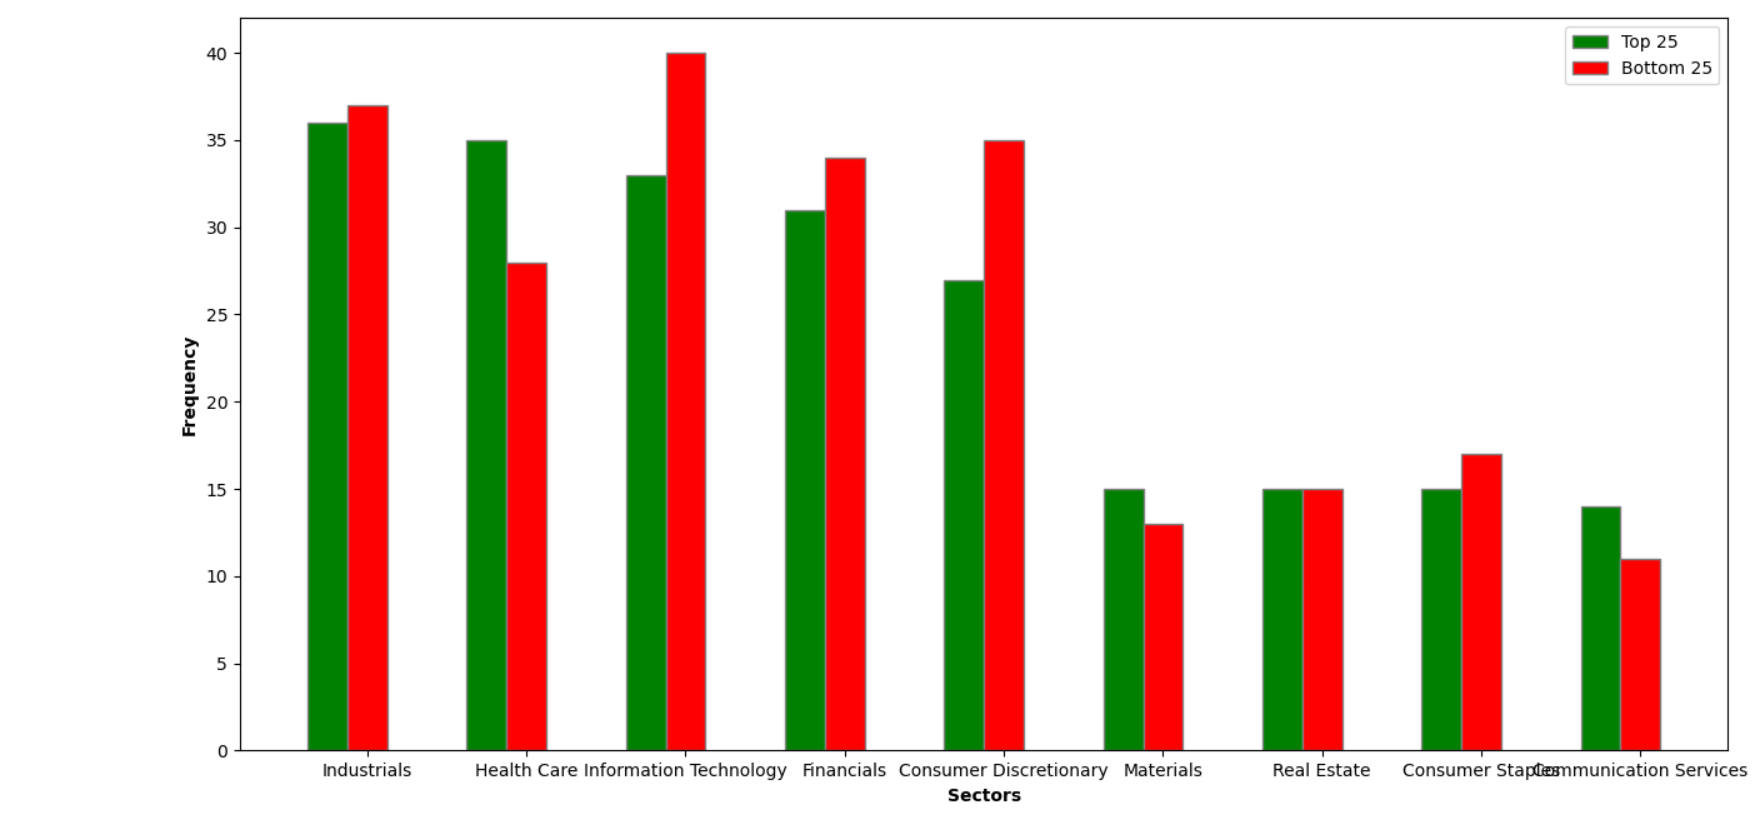 Top 25
Bottom 25
40
35
30
25
20
15
10
5
0
Frequency
Industrials
Health Care
Information Technology
Financials
Consumer Discretionary
Materials
Real Estate
Consumer Staples
Communication Services
Sectors